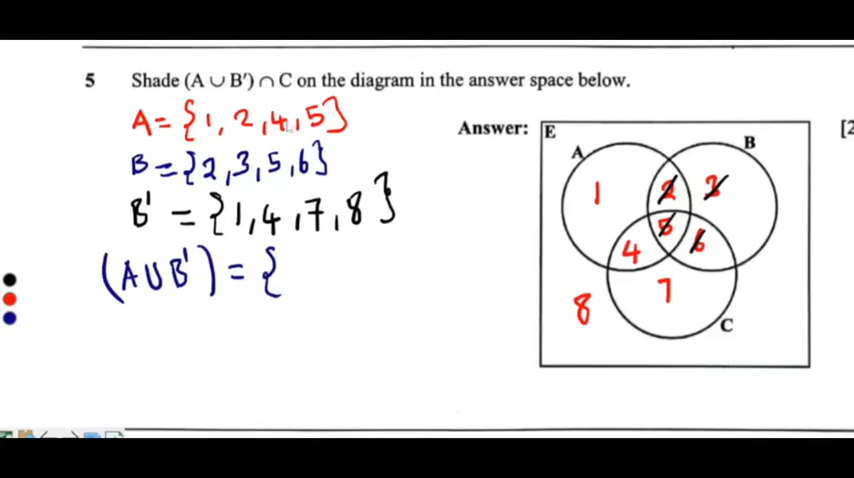 5 Shade (A ∪ B′) ∩ C on the diagram in the answer space below.
A = {1, 2, 4, 5}
B = {2, 3, 5, 6}
B' = {1, 4, 7, 8}
(A ∪ B') = {
Answer:
[2
E
A
B
1
2
3
5
4
6
7
8
C